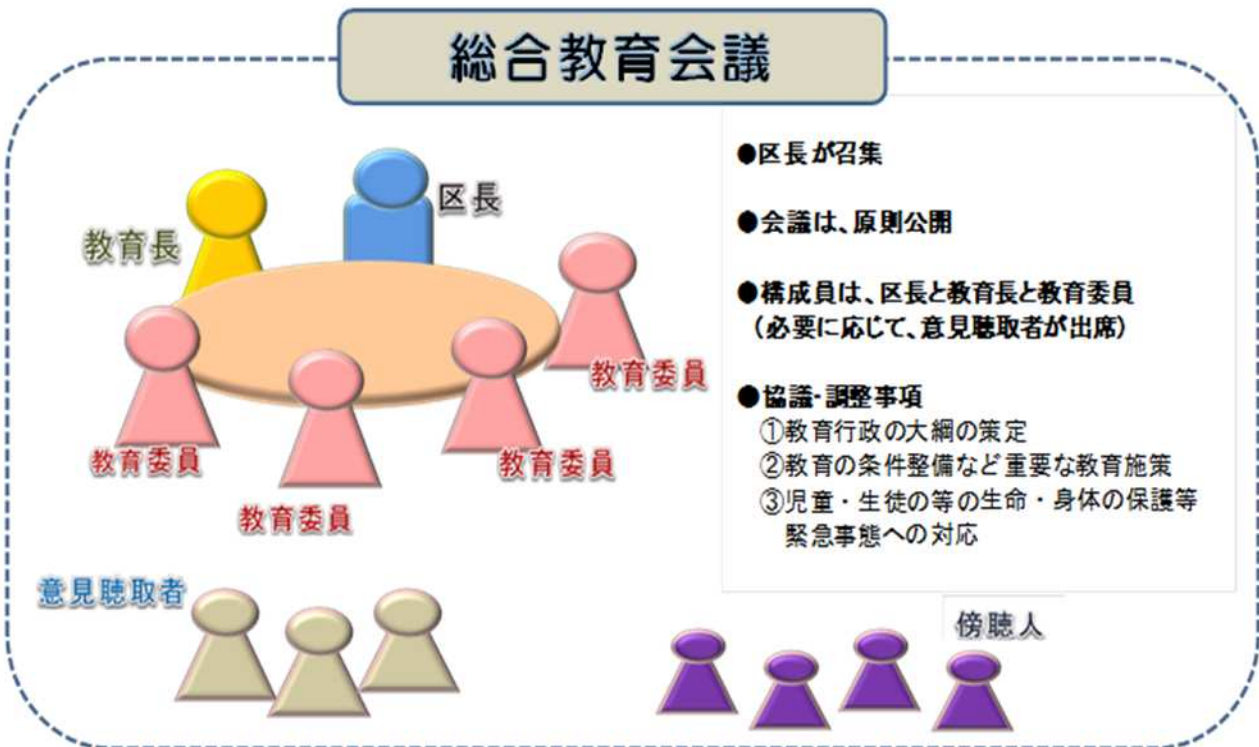 総合教育会議
区長
教育長
教育委員
教育委員
教育委員
教育委員
意見聴取者
傍聴人
●区長が召集
●会議は、原則公開
●構成員は、区長と教育長と教育委員
（必要に応じて、意見聴取者が出席）
●協議・調整事項
①教育行政の大綱の策定
②教育の条件整備など重要な教育施策
③児童・生徒の等の生命・身体の保護等
緊急事態への対応